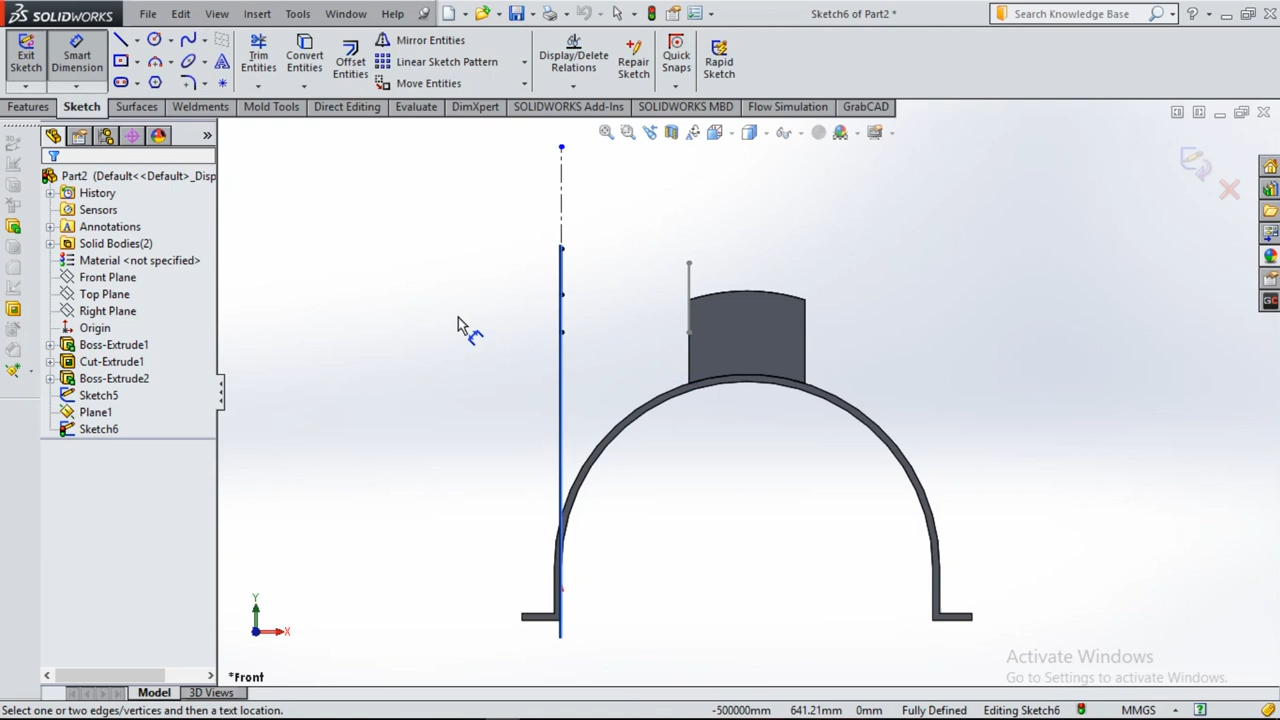 SOLIDWORKS File Edit View Insert Tools Window Help Sketch6 of Part2 * Search Knowledge Base
Exit Sketch Smart Dimension Trim Entities Convert Entities Offset Entities Mirror Entities Linear Sketch Pattern Move Entities Display/Delete Relations Repair Sketch Quick Snaps Rapid Sketch
Features Sketch Surfaces Weldments Mold Tools Direct Editing Evaluate DimXpert SOLIDWORKS Add-Ins SOLIDWORKS MBD Flow Simulation GrabCAD
Part2 (Default<<Default>_Disp
History
Sensors
Annotations
Solid Bodies(2)
Material <not specified>
Front Plane
Top Plane
Right Plane
Origin
Boss-Extrude1
Cut-Extrude1
Boss-Extrude2
Sketch5
Plane1
Sketch6
Y
X
*Front
Activate Windows
Go to Settings to activate Windows.
Model 3D Views
Select one or two edges/vertices and then a text location. -500000mm 641.21mm 0mm Fully Defined Editing Sketch6 MMGS